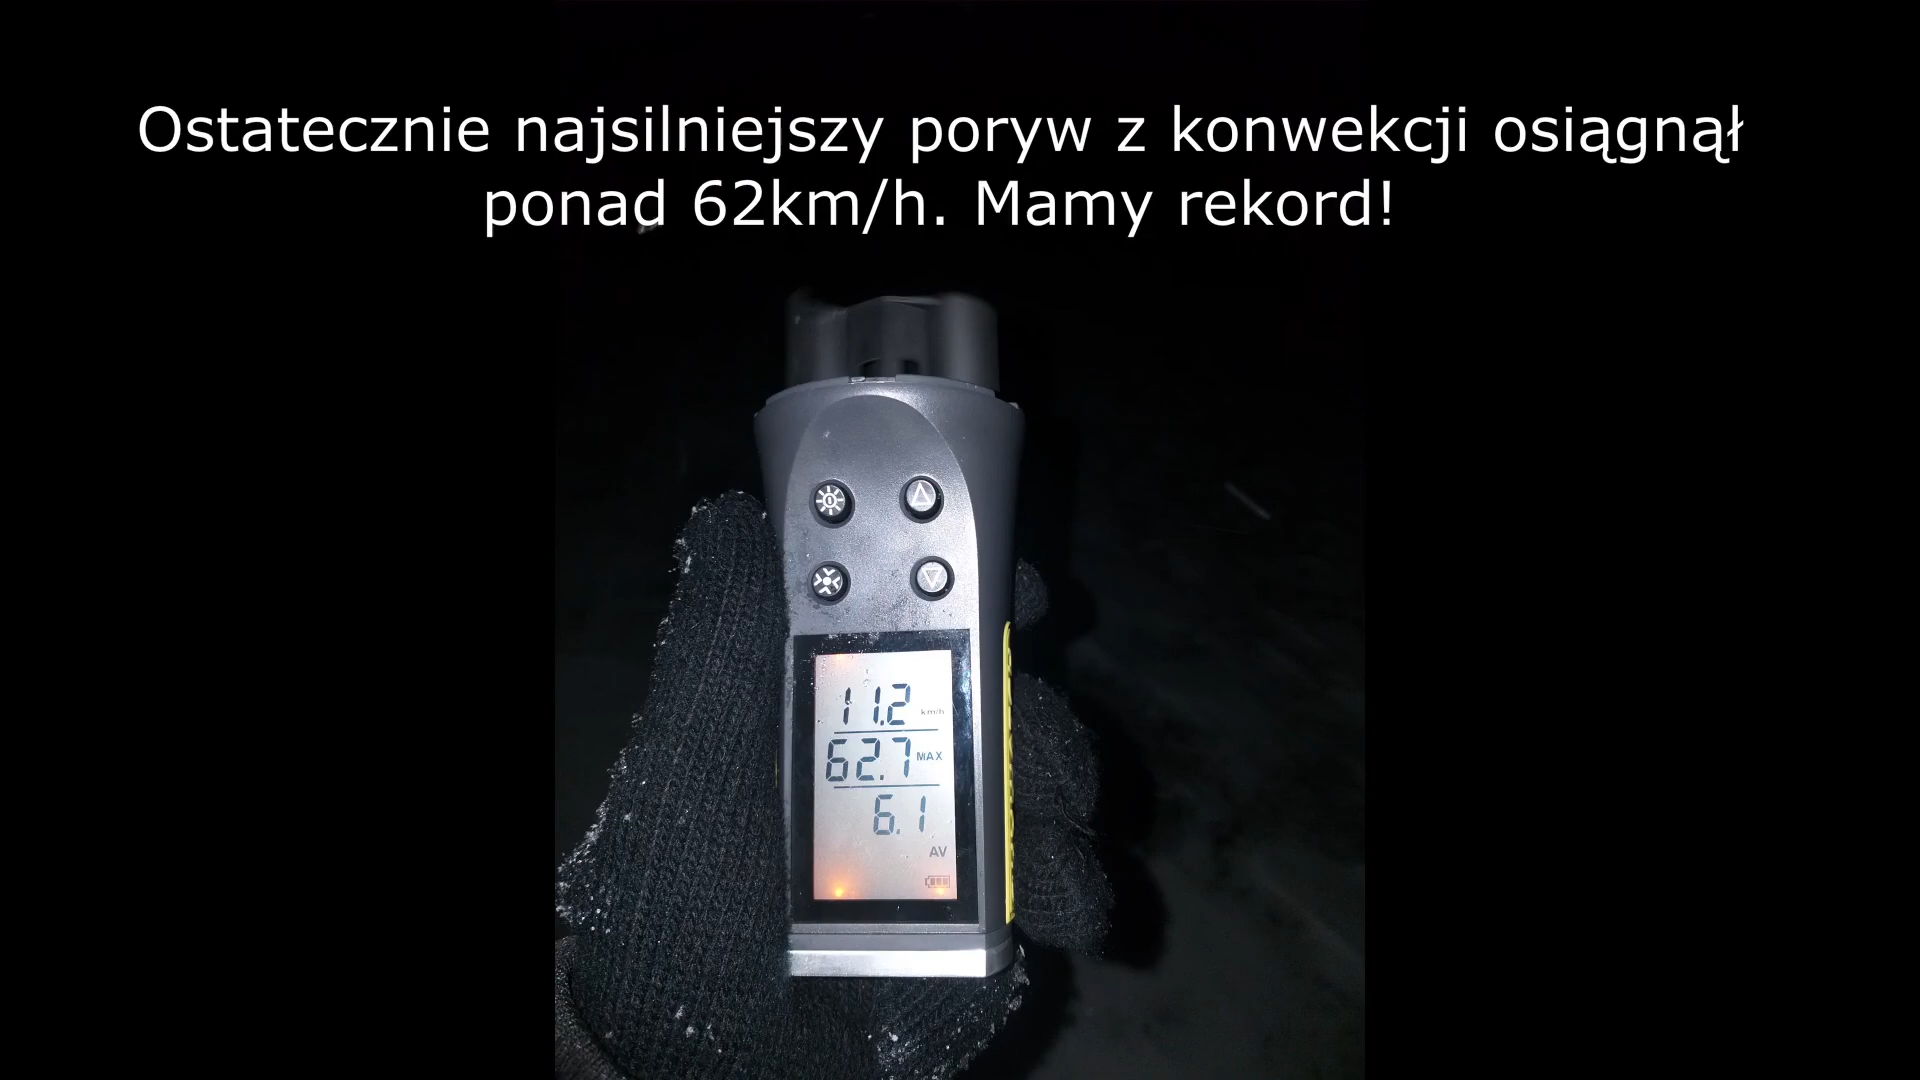 Ostatecznie najsilniejszy poryw z konwekcji osiągnął
ponad 62km/h. Mamy rekord!
11.2 km/h
62.7 MAX
6.1
AV